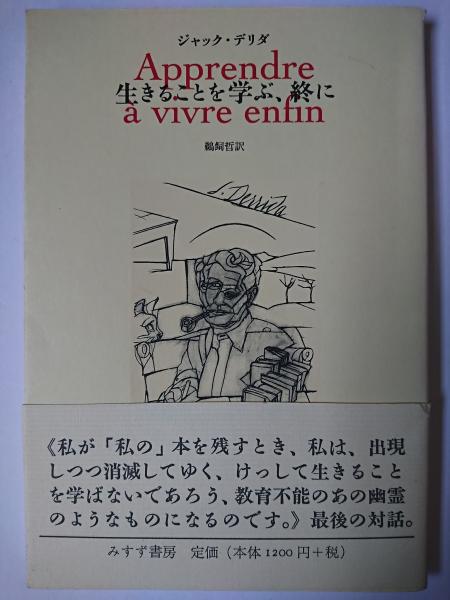 ジャック・デリダ
Apprendre
生きることを学ぶ、終に
à vivre enfin
鵜飼哲訳
J. Derrida
《私が「私の」本を残すとき、私は、出現
しつつ消滅してゆく、けっして生きること
を学ばないであろう、教育不能のあの幽霊
のようなものになるのです。》最後の対話。
みすず書房 定価(本体1200円+税)